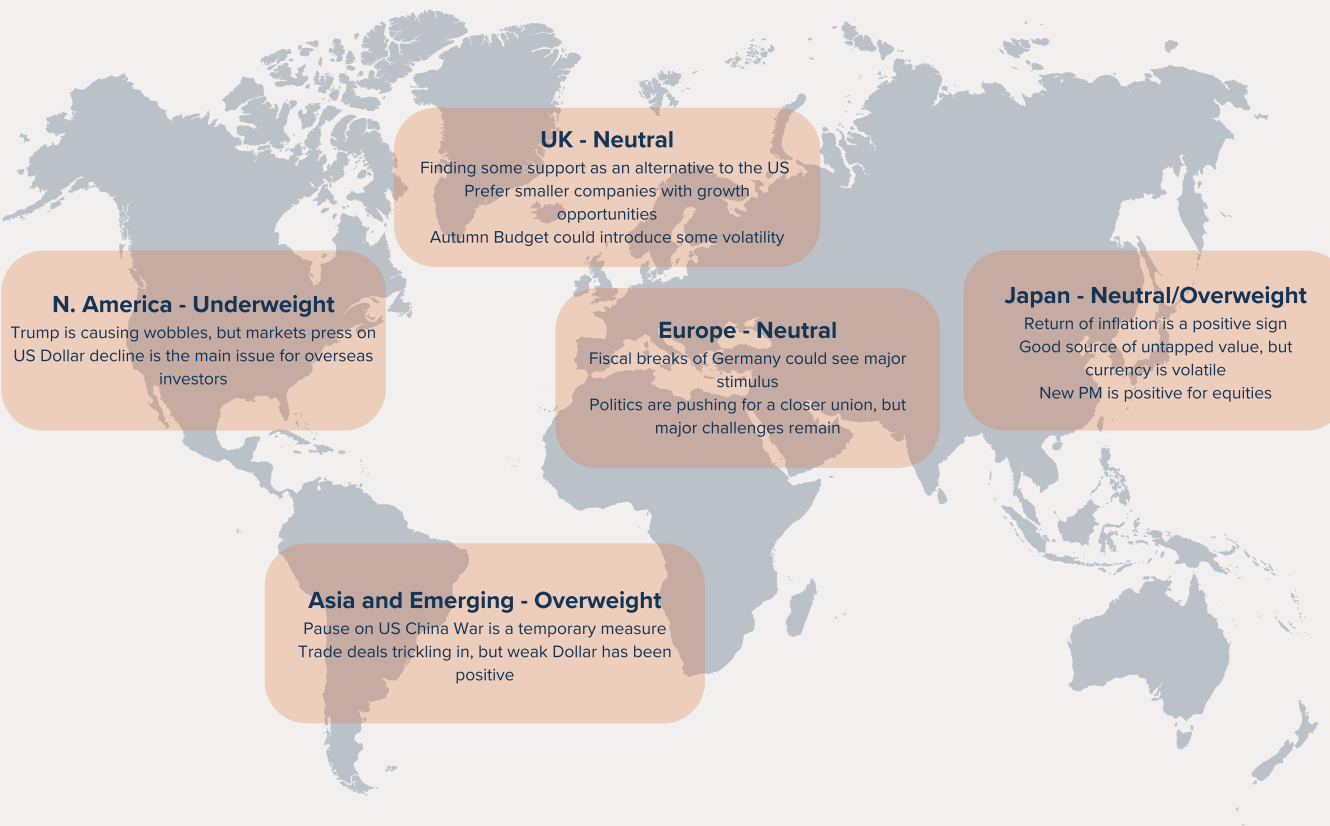 UK - Neutral
Finding some support as an alternative to the US
Prefer smaller companies with growth
opportunities
Autumn Budget could introduce some volatility
N. America - Underweight
Trump is causing wobbles, but markets press on
US Dollar decline is the main issue for overseas
investors
Europe - Neutral
Fiscal breaks of Germany could see major
stimulus
Politics are pushing for a closer union, but
major challenges remain
Japan - Neutral/Overweight
Return of inflation is a positive sign
Good source of untapped value, but
currency is volatile
New PM is positive for equities
Asia and Emerging - Overweight
Pause on US China War is a temporary measure
Trade deals trickling in, but weak Dollar has been
positive